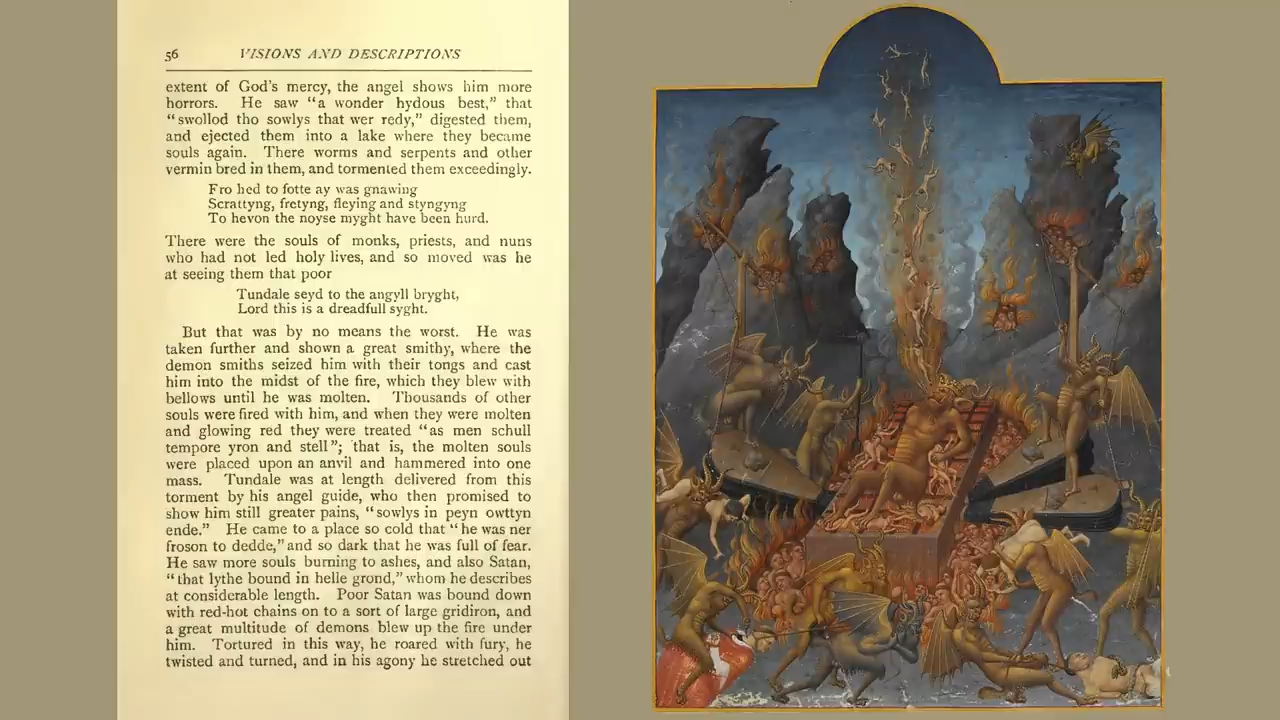 56 VISIONS AND DESCRIPTIONS
extent of God's mercy, the angel shows him more
horrors. He saw "a wonder hydous best," that
"swollod tho sowlys that wer redy," digested them,
and ejected them into a lake where they became
souls again. There worms and serpents and other
vermin bred in them, and tormented them exceedingly.
Fro hed to fotte ay was gnawing
Scrattyng, fretyng, fleying and styngyng
To hevon the noyse myght have been hurd.
There were the souls of monks, priests, and nuns
who had not led holy lives, and so moved was he
at seeing them that poor
Tundale seyd to the angyll bryght,
Lord this is a dreadfull syght.
But that was by no means the worst. He was
taken further and shown a great smithy, where the
demon smiths seized him with their tongs and cast
him into the midst of the fire, which they blew with
bellows until he was molten. Thousands of other
souls were fired with him, and when they were molten
and glowing red they were treated "as men schull
tempore yron and stell"; that is, the molten souls
were placed upon an anvil and hammered into one
mass. Tundale was at length delivered from this
torment by his angel guide, who then promised to
show him still greater pains, "sowlys in peyn owttyn
ende." He came to a place so cold that "he was ner
froson to dedde," and so dark that he was full of fear.
He saw more souls burning to ashes, and also Satan,
"that lythe bound in helle grond," whom he describes
at considerable length. Poor Satan was bound down
with red-hot chains on to a sort of large gridiron, and
a great multitude of demons blew up the fire under
him. Tortured in this way, he roared with fury, he
twisted and turned, and in his agony he stretched out